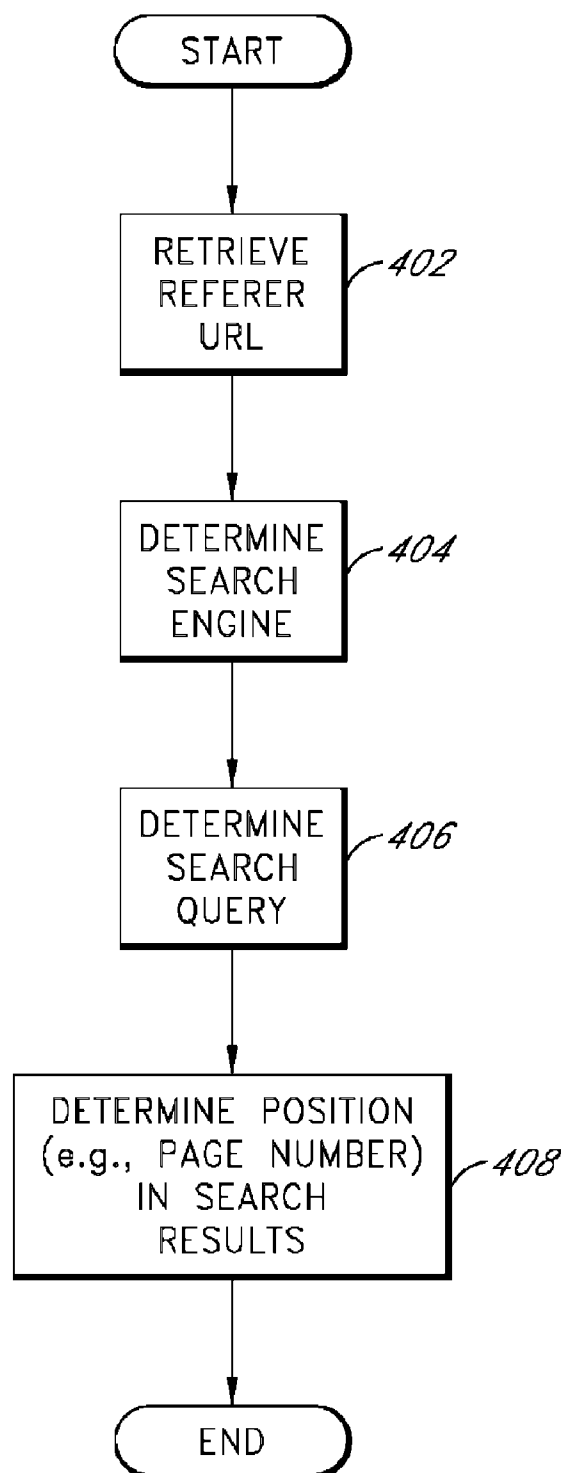 START
RETRIEVE
REFERER
URL
402
DETERMINE
SEARCH
ENGINE
404
DETERMINE
SEARCH
QUERY
406
DETERMINE POSITION
(e.g., PAGE NUMBER)
IN SEARCH
RESULTS
408
END